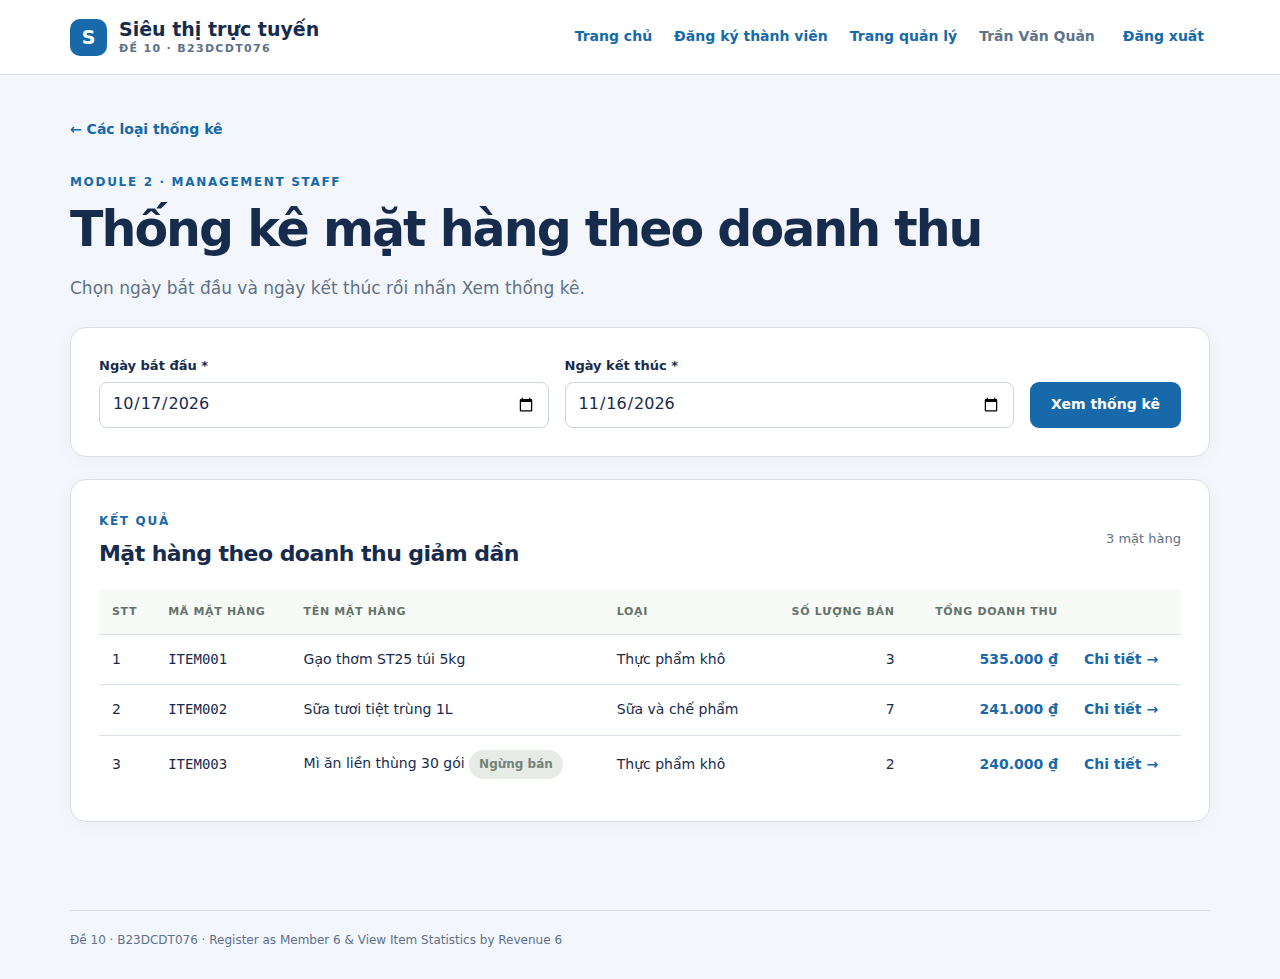 S
Siêu thị trực tuyến
ĐỀ 10 · B23DCDT076
Trang chủ Đăng ký thành viên Trang quản lý Trần Văn Quản Đăng xuất
← Các loại thống kê
MODULE 2 · MANAGEMENT STAFF
Thống kê mặt hàng theo doanh thu
Chọn ngày bắt đầu và ngày kết thúc rồi nhấn Xem thống kê.
Ngày bắt đầu * Ngày kết thúc *
10/17/2026 11/16/2026 Xem thống kê
KẾT QUẢ
Mặt hàng theo doanh thu giảm dần
3 mặt hàng
STT MÃ MẶT HÀNG TÊN MẶT HÀNG LOẠI SỐ LƯỢNG BÁN TỔNG DOANH THU
1 ITEM001 Gạo thơm ST25 túi 5kg Thực phẩm khô 3 535.000 ₫ Chi tiết →
2 ITEM002 Sữa tươi tiệt trùng 1L Sữa và chế phẩm 7 241.000 ₫ Chi tiết →
3 ITEM003 Mì ăn liền thùng 30 gói Ngừng bán Thực phẩm khô 2 240.000 ₫ Chi tiết →
Đề 10 · B23DCDT076 · Register as Member 6 & View Item Statistics by Revenue 6